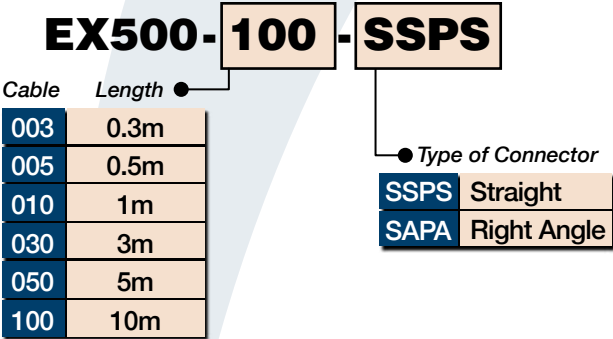 EX500-100-SSPS
Cable Length
003 0.3m
005 0.5m
010 1m
030 3m
050 5m
100 10m
Type of Connector
SSPS Straight
SAPA Right Angle